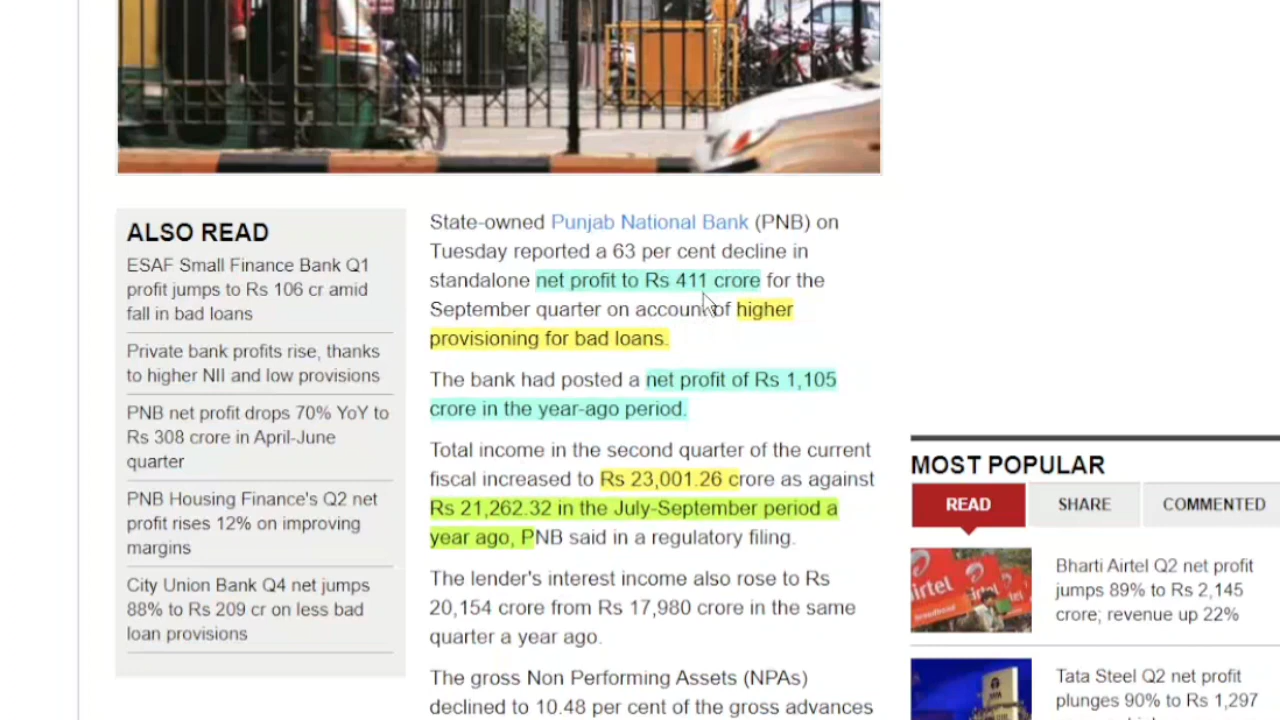 State-owned Punjab National Bank (PNB) on
Tuesday reported a 63 per cent decline in
standalone net profit to Rs 411 crore for the
September quarter on account of higher
provisioning for bad loans.
The bank had posted a net profit of Rs 1,105
crore in the year-ago period.
Total income in the second quarter of the current
fiscal increased to Rs 23,001.26 crore as against
Rs 21,262.32 in the July-September period a
year ago, PNB said in a regulatory filing.
The lender's interest income also rose to Rs
20,154 crore from Rs 17,980 crore in the same
quarter a year ago.
The gross Non Performing Assets (NPAs)
declined to 10.48 per cent of the gross advances
ALSO READ
ESAF Small Finance Bank Q1
profit jumps to Rs 106 cr amid
fall in bad loans
Private bank profits rise, thanks
to higher NII and low provisions
PNB net profit drops 70% YoY to
Rs 308 crore in April-June
quarter
PNB Housing Finance's Q2 net
profit rises 12% on improving
margins
City Union Bank Q4 net jumps
88% to Rs 209 cr on less bad
loan provisions
MOST POPULAR
READ
SHARE
COMMENTED
airtel
Bharti Airtel Q2 net profit
jumps 89% to Rs 2,145
crore; revenue up 22%
Tata Steel Q2 net profit
plunges 90% to Rs 1,297